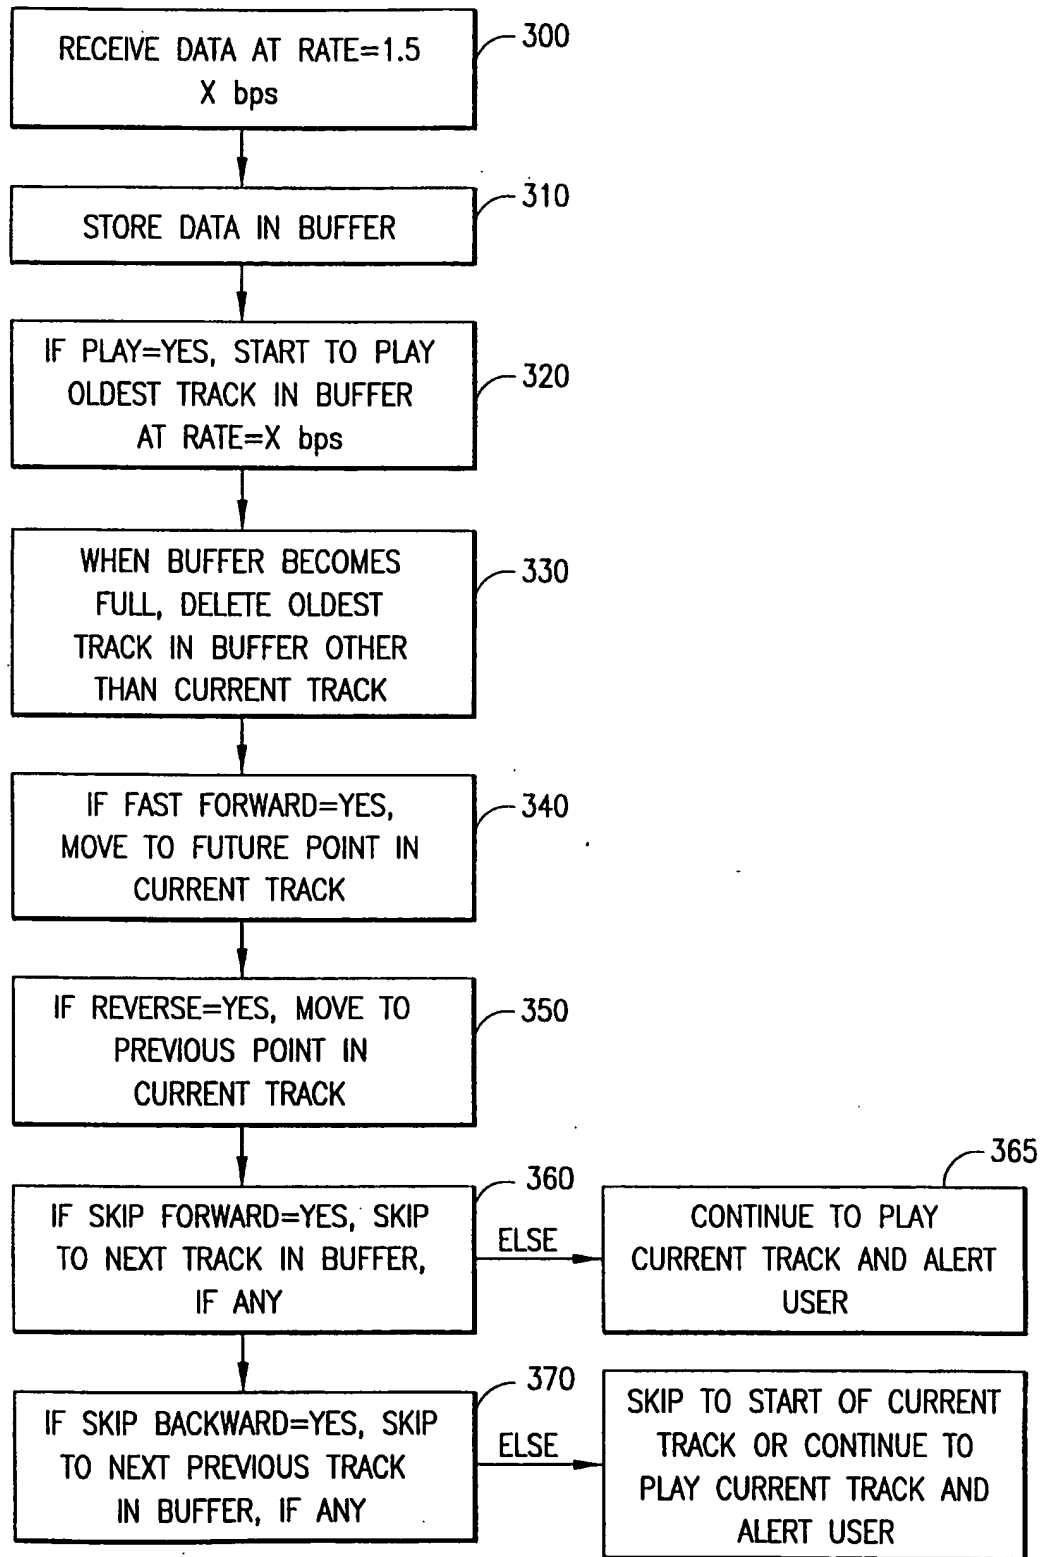 RECEIVE DATA AT RATE=1.5
X bps
300
STORE DATA IN BUFFER
310
IF PLAY=YES, START TO PLAY
OLDEST TRACK IN BUFFER
AT RATE=X bps
320
WHEN BUFFER BECOMES
FULL, DELETE OLDEST
TRACK IN BUFFER OTHER
THAN CURRENT TRACK
330
IF FAST FORWARD=YES,
MOVE TO FUTURE POINT IN
CURRENT TRACK
340
IF REVERSE=YES, MOVE TO
PREVIOUS POINT IN
CURRENT TRACK
350
IF SKIP FORWARD=YES, SKIP
TO NEXT TRACK IN BUFFER,
IF ANY
360
ELSE
CONTINUE TO PLAY
CURRENT TRACK AND ALERT
USER
365
IF SKIP BACKWARD=YES, SKIP
TO NEXT PREVIOUS TRACK
IN BUFFER, IF ANY
370
ELSE
SKIP TO START OF CURRENT
TRACK OR CONTINUE TO
PLAY CURRENT TRACK AND
ALERT USER